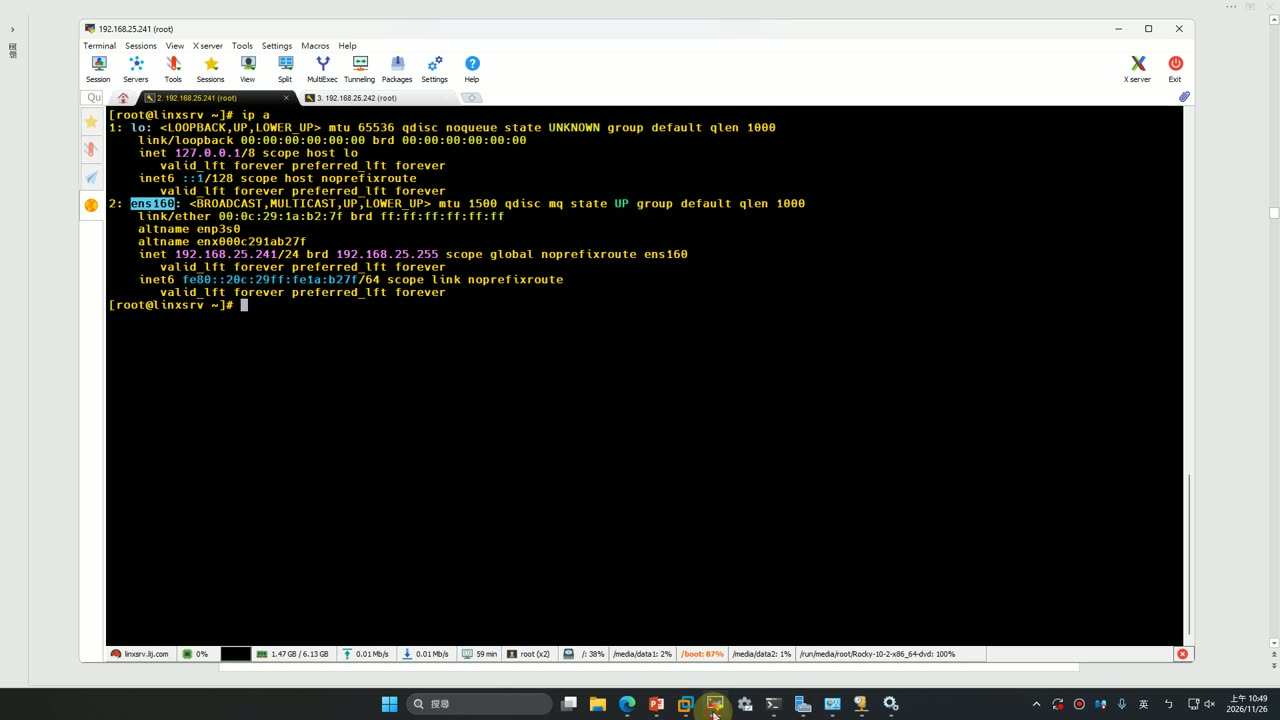 192.168.25.241 (root)
Terminal Sessions View X server Tools Settings Macros Help
Session Servers Tools Sessions View Split MultiExec Tunneling Packages Settings Help X server Exit
Qu 2. 192.168.25.241 (root) 3. 192.168.25.242 (root)
[root@linxsrv ~]# ip a
1: lo: <LOOPBACK,UP,LOWER_UP> mtu 65536 qdisc noqueue state UNKNOWN group default qlen 1000
link/loopback 00:00:00:00:00:00 brd 00:00:00:00:00:00
inet 127.0.0.1/8 scope host lo
valid_lft forever preferred_lft forever
inet6 ::1/128 scope host noprefixroute
valid_lft forever preferred_lft forever
2: ens160: <BROADCAST,MULTICAST,UP,LOWER_UP> mtu 1500 qdisc mq state UP group default qlen 1000
link/ether 00:0c:29:1a:b2:7f brd ff:ff:ff:ff:ff:ff
altname enp3s0
altname enx000c291ab27f
inet 192.168.25.241/24 brd 192.168.25.255 scope global noprefixroute ens160
valid_lft forever preferred_lft forever
inet6 fe80::20c:29ff:fe1a:b27f/64 scope link noprefixroute
valid_lft forever preferred_lft forever
[root@linxsrv ~]#
linxsrv.lij.com 0% 1.47 GB / 6.13 GB 0.01 Mb/s 0.01 Mb/s 59 min root (x2) /: 38% /media/data1: 2% /boot: 87% /media/data2: 1% /run/media/root/Rocky-10-2-x86_64-dvd: 100%
搜尋
英
上午 10:49
2026/11/26